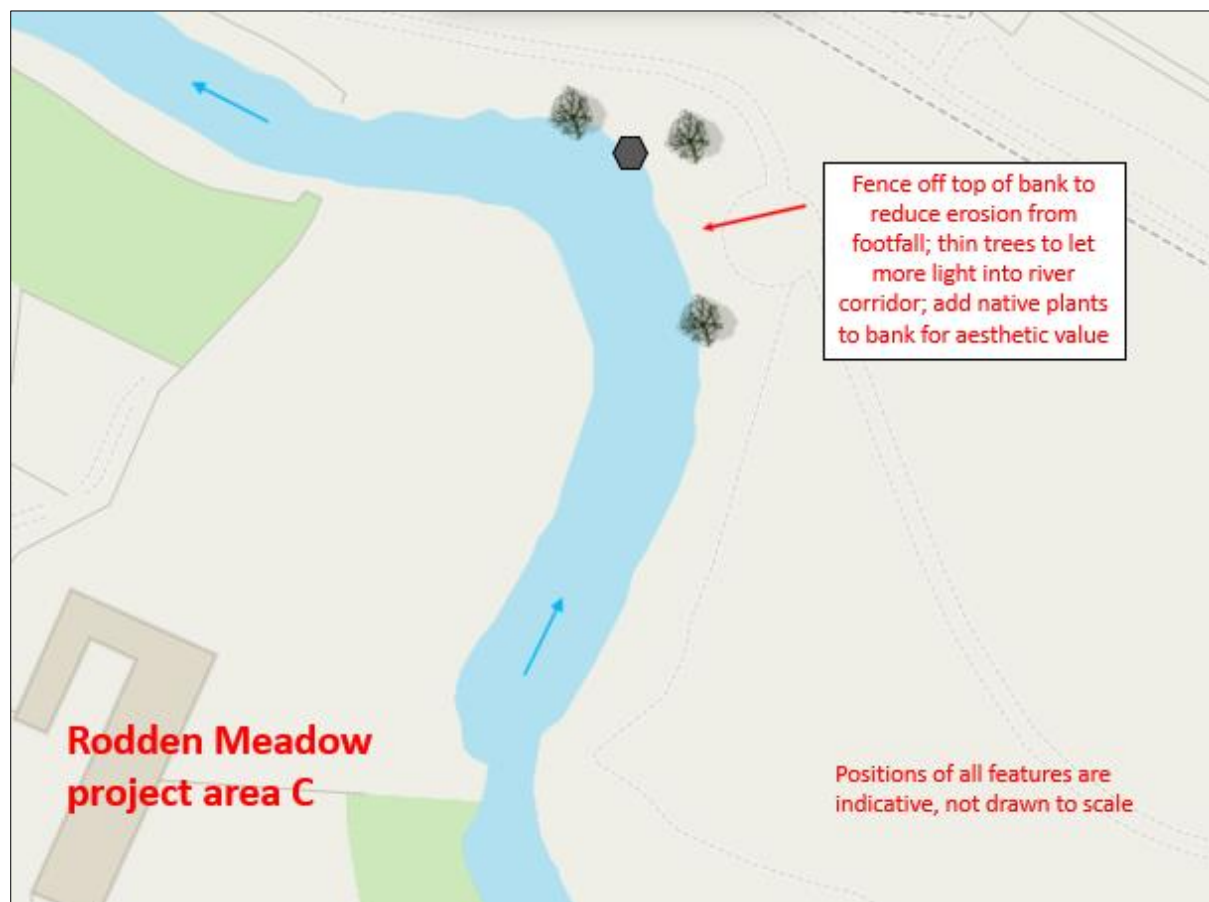 Fence off top of bank to
reduce erosion from
footfall; thin trees to let
more light into river
corridor; add native plants
to bank for aesthetic value
Rodden Meadow
project area C
Positions of all features are
indicative, not drawn to scale